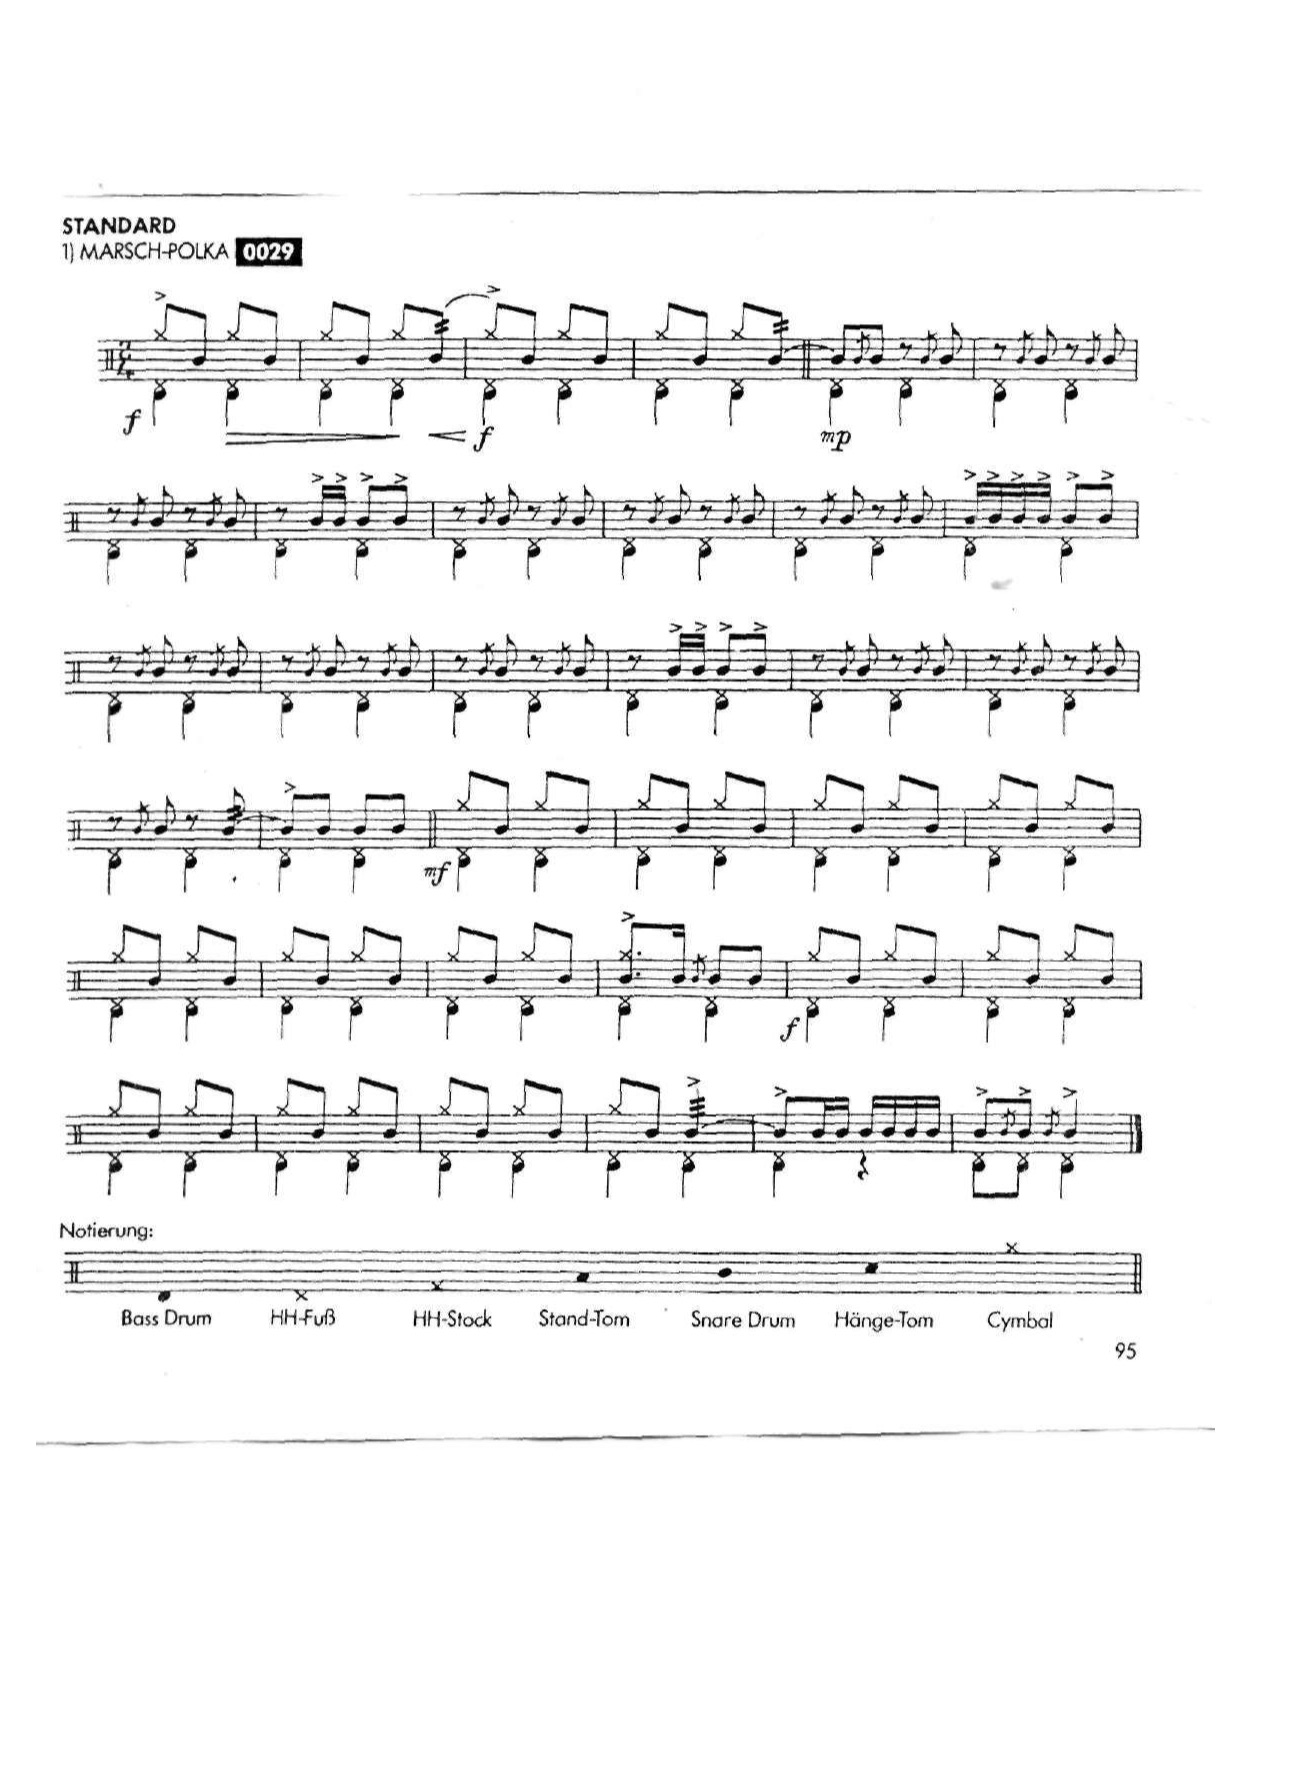 STANDARD
1) MARSCH-POLKA 0029
f f mp
mf
f
Notierung:
Bass Drum HH-Fuß HH-Stock Stand-Tom Snare Drum Hänge-Tom Cymbal
95